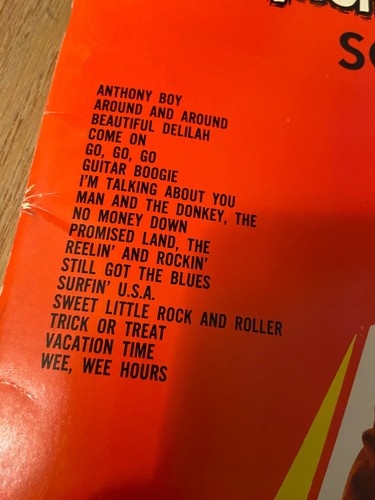 SO
ANTHONY BOY
AROUND AND AROUND
BEAUTIFUL DELILAH
COME ON
GO, GO, GO
GUITAR BOOGIE
I'M TALKING ABOUT YOU
MAN AND THE DONKEY, THE
NO MONEY DOWN
PROMISED LAND, THE
REELIN' AND ROCKIN'
STILL GOT THE BLUES
SURFIN' U.S.A.
SWEET LITTLE ROCK AND ROLLER
TRICK OR TREAT
VACATION TIME
WEE, WEE HOURS